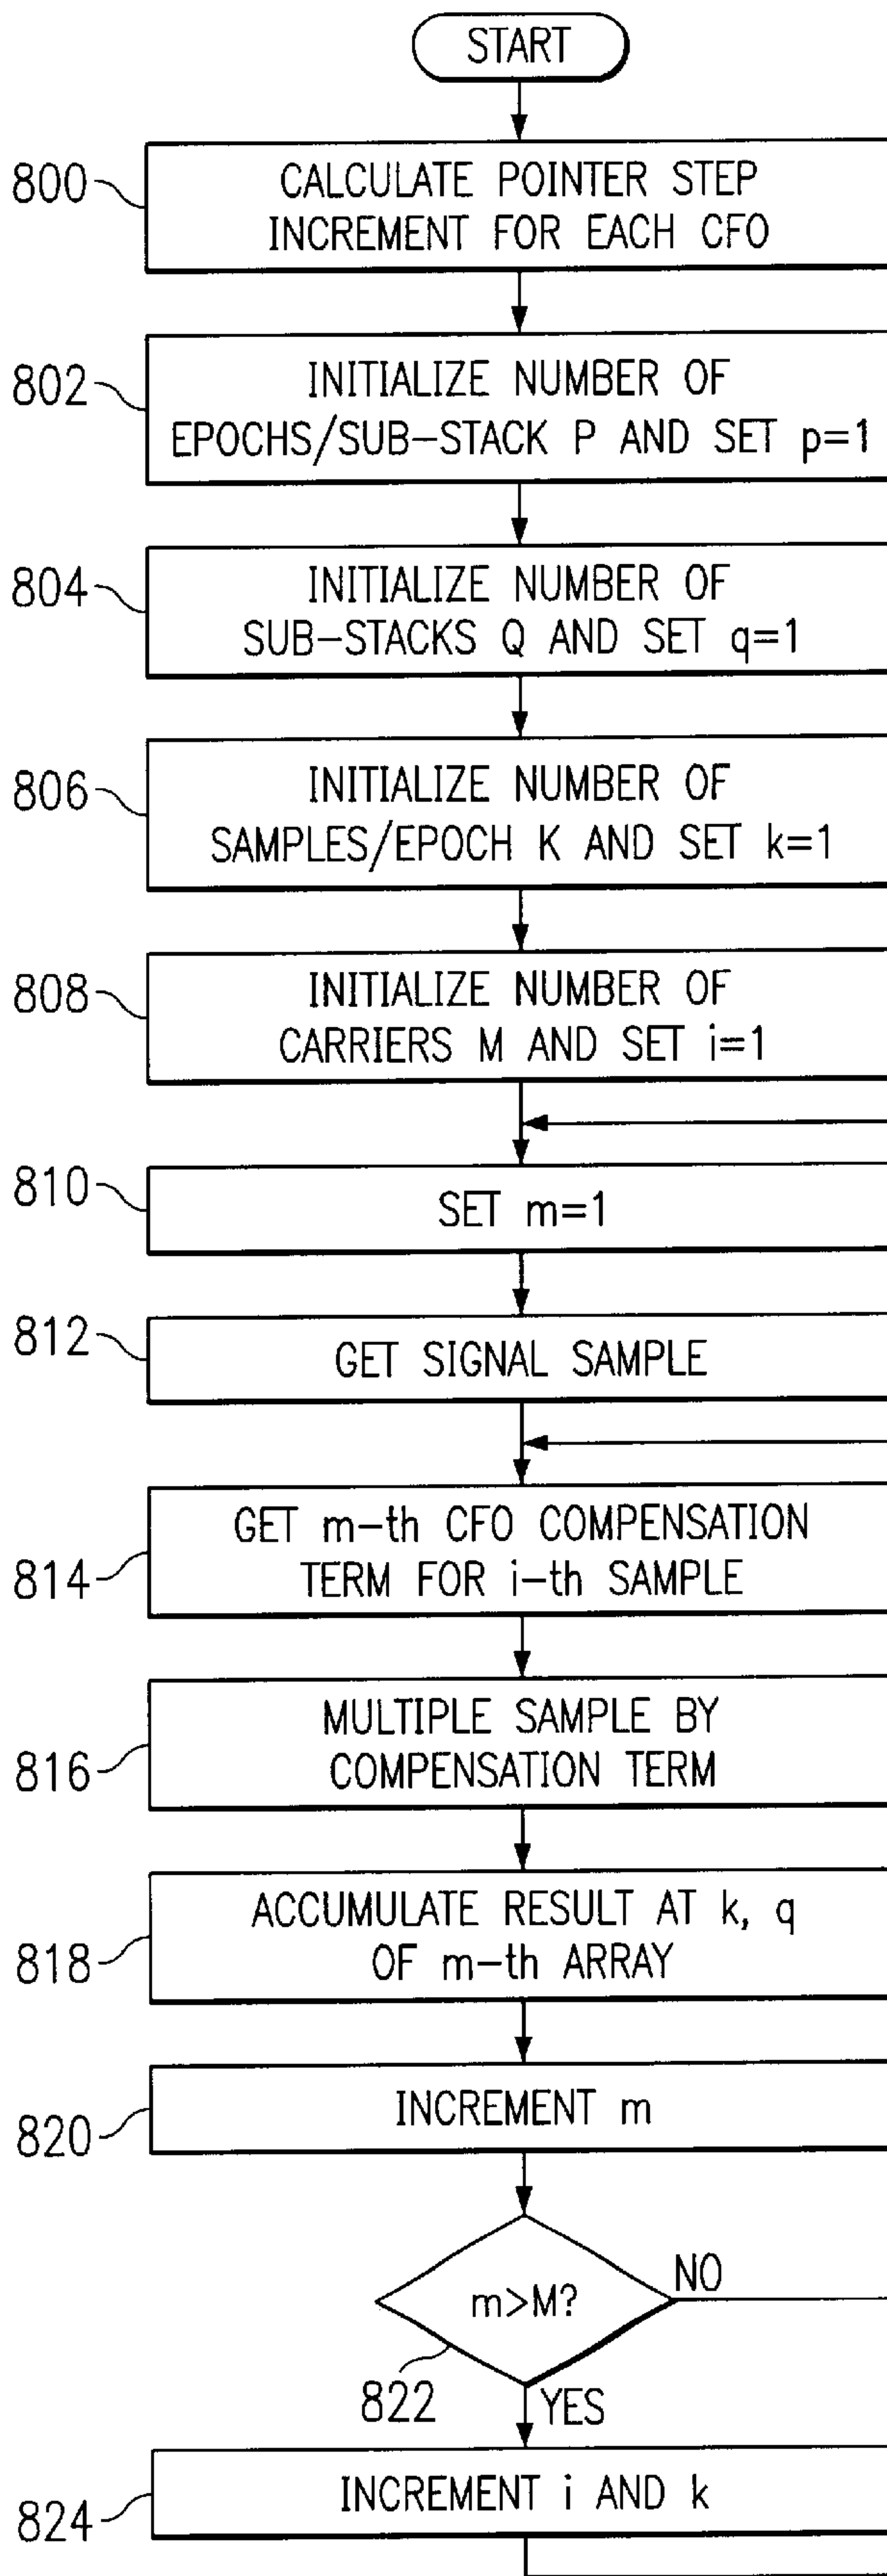 START
800
CALCULATE POINTER STEP
INCREMENT FOR EACH CFO
802
INITIALIZE NUMBER OF
EPOCHS/SUB-STACK P AND SET p=1
804
INITIALIZE NUMBER OF
SUB-STACKS Q AND SET q=1
806
INITIALIZE NUMBER OF
SAMPLES/EPOCH K AND SET k=1
808
INITIALIZE NUMBER OF
CARRIERS M AND SET i=1
810
SET m=1
812
GET SIGNAL SAMPLE
GET m-th CFO COMPENSATION
814
TERM FOR i-th SAMPLE
MULTIPLE SAMPLE BY
816
COMPENSATION TERM
ACCUMULATE RESULT AT k, q
818
OF m-th ARRAY
820
INCREMENT m
m>M?
NO
822
YES
824
INCREMENT i AND k